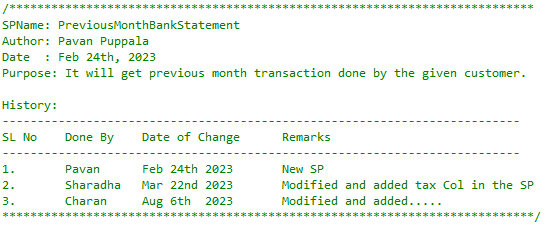 /***************************************************************************
SPName: PreviousMonthBankStatement
Author: Pavan Puppala
Date  : Feb 24th, 2023
Purpose: It will get previous month transaction done by the given customer.
History:
--------------------------------------------------------------------------
SL No    Done By    Date of Change      Remarks
--------------------------------------------------------------------------
1.       Pavan      Feb 24th 2023       New SP
2.       Sharadha   Mar 22nd 2023       Modified and added tax Col in the SP
3.       Charan     Aug 6th  2023       Modified and added.....
****************************************************************************/